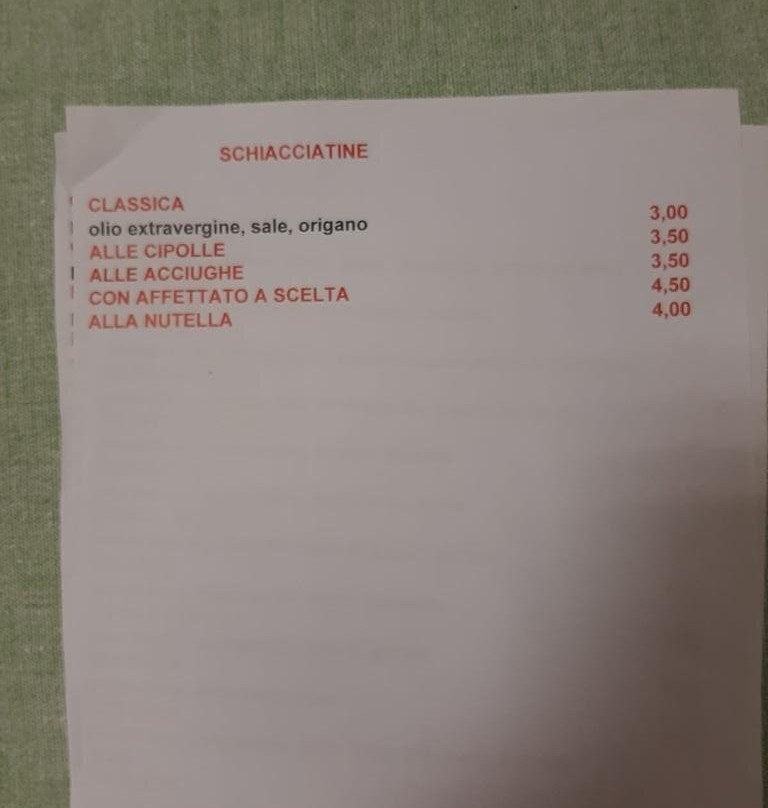 SCHIACCIATINE
CLASSICA 3,00
olio extravergine, sale, origano
ALLE CIPOLLE 3,50
ALLE ACCIUGHE 3,50
CON AFFETTATO A SCELTA 4,50
ALLA NUTELLA 4,00